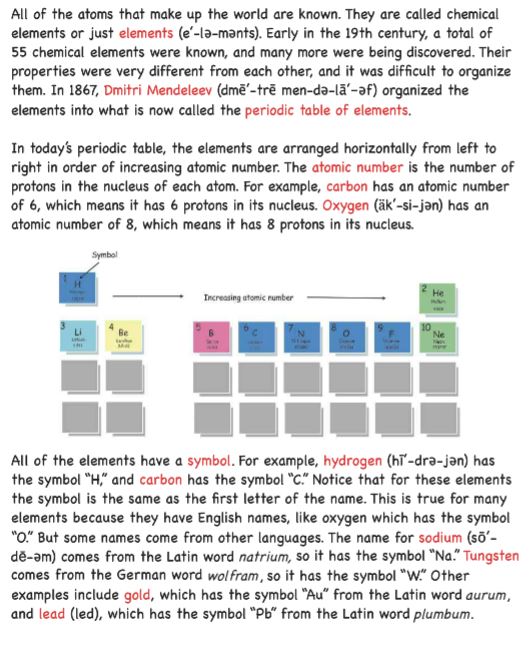 All of the atoms that make up the world are known. They are called chemical
elements or just elements (e′-lə-mənts). Early in the 19th century, a total of
55 chemical elements were known, and many more were being discovered. Their
properties were very different from each other, and it was difficult to organize
them. In 1867, Dmitri Mendeleev (dmē′-trē men-də-lā′-əf) organized the
elements into what is now called the periodic table of elements.
In today's periodic table, the elements are arranged horizontally from left to
right in order of increasing atomic number. The atomic number is the number of
protons in the nucleus of each atom. For example, carbon has an atomic number
of 6, which means it has 6 protons in its nucleus. Oxygen (äk′-si-jən) has an
atomic number of 8, which means it has 8 protons in its nucleus.
Symbol
1
H
Increasing atomic number
2
He
3
Li
4
Be
5
B
6
C
7
N
8
O
9
F
10
Ne
All of the elements have a symbol. For example, hydrogen (hī′-drə-jən) has
the symbol "H," and carbon has the symbol "C." Notice that for these elements
the symbol is the same as the first letter of the name. This is true for many
elements because they have English names, like oxygen which has the symbol
"O." But some names come from other languages. The name for sodium (sō′-
dē-əm) comes from the Latin word natrium, so it has the symbol "Na." Tungsten
comes from the German word wolfram, so it has the symbol "W." Other
examples include gold, which has the symbol "Au" from the Latin word aurum,
and lead (led), which has the symbol "Pb" from the Latin word plumbum.